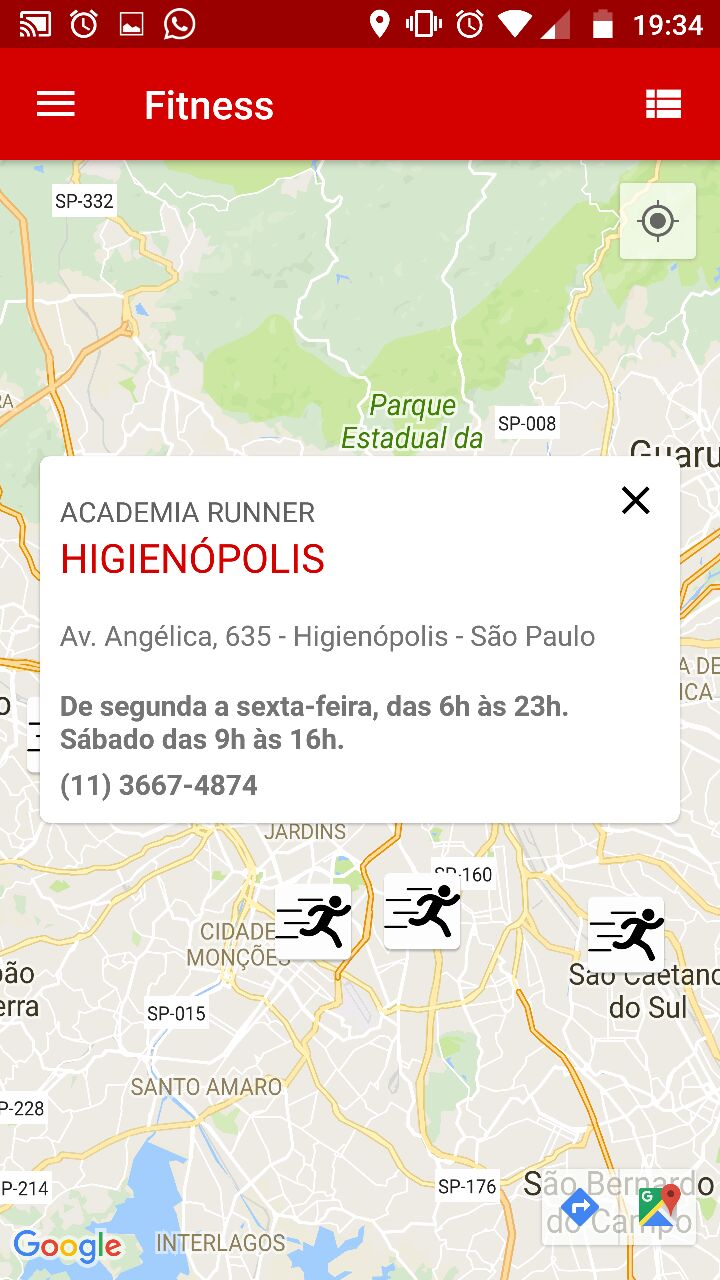 19:34
Fitness
SP-332
Parque
Estadual da
SP-008
Guaru
ACADEMIA RUNNER
HIGIENÓPOLIS
Av. Angélica, 635 - Higienópolis - São Paulo
De segunda a sexta-feira, das 6h às 23h.
Sábado das 9h às 16h.
(11) 3667-4874
JARDINS
SP-160
CIDADE
MONÇÕES
São Caetano
do Sul
SP-015
SANTO AMARO
P-228
P-214
SP-176
São Bernardo
do Campo
G
Google
INTERLAGOS